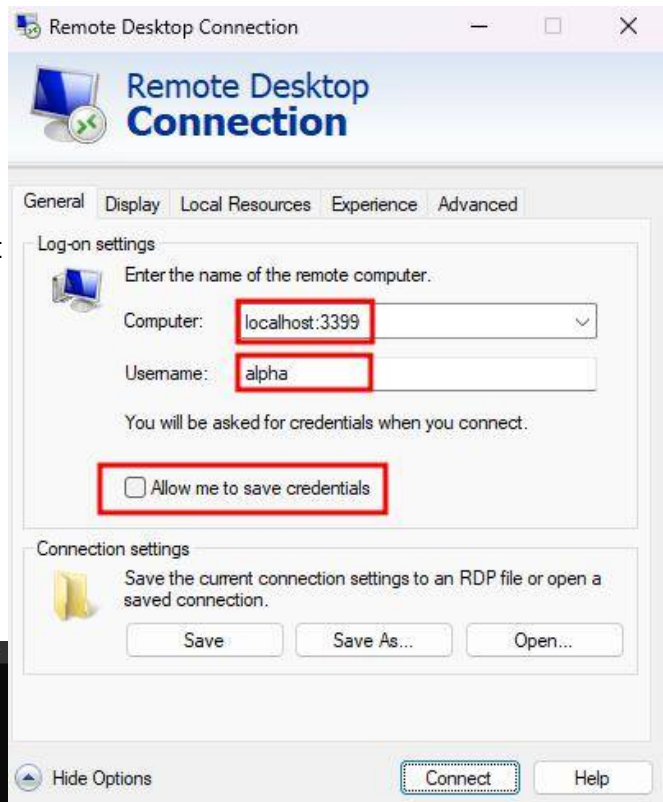 Remote Desktop Connection
Remote Desktop
Connection
General Display Local Resources Experience Advanced
Log-on settings
Enter the name of the remote computer.
Computer: localhost:3399
Username: alpha
You will be asked for credentials when you connect.
Allow me to save credentials
Connection settings
Save the current connection settings to an RDP file or open a
saved connection.
Save Save As... Open...
Hide Options Connect Help